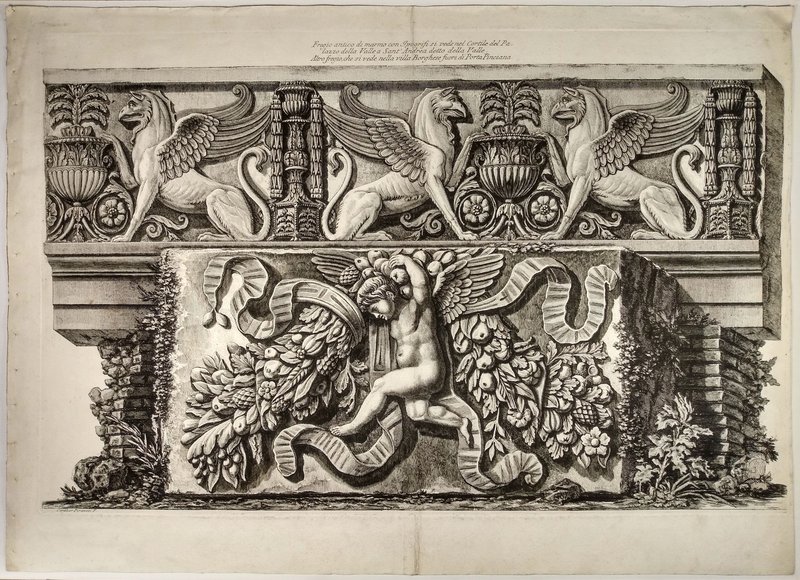 Fregio antico di marmo con Ippogrifi si vede nel Cortile del Pa-
lazzo della Valle a Sant' Andrea detto della Valle
Altro fregio, che si vede nella villa Borghese fuori di Porta Pinciana